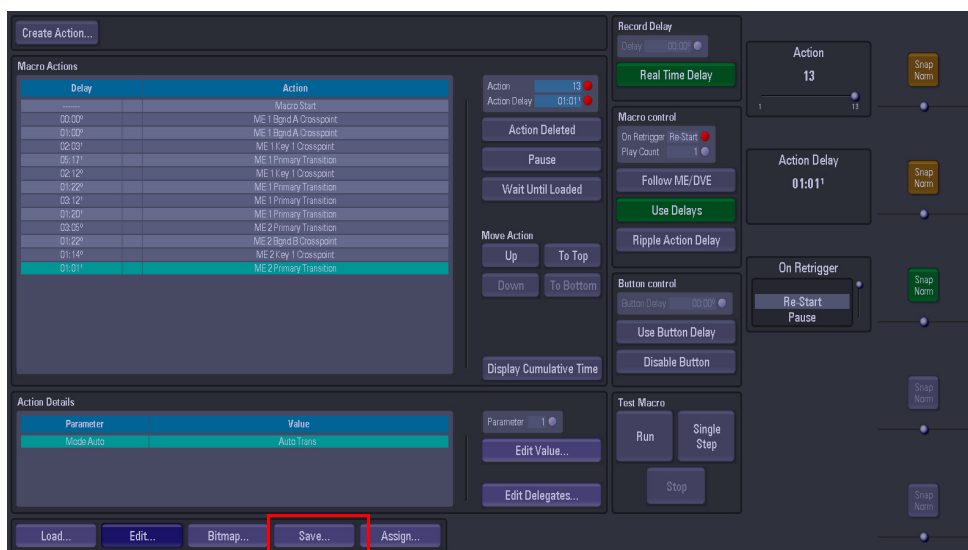 Create Action...
Macro Actions
Delay Action
------ Macro Start
00:00⁰ ME 1 Bgnd A Crosspoint
01:00⁰ ME 1 Bgnd A Crosspoint
02:03¹ ME 1 Key 1 Crosspoint
05:17¹ ME 1 Primary Transition
02:12⁰ ME 1 Key 1 Crosspoint
01:22⁰ ME 1 Primary Transition
03:12¹ ME 1 Primary Transition
01:20¹ ME 1 Primary Transition
03:05⁰ ME 2 Primary Transition
01:22⁰ ME 2 Bgnd B Crosspoint
01:14⁰ ME 2 Key 1 Crosspoint
01:01¹ ME 2 Primary Transition
Action 13
Action Delay 01:01¹
Action Deleted
Pause
Wait Until Loaded
Move Action
Up To Top
Down To Bottom
Display Cumulative Time
Action Details
Parameter Value
Mode Auto Auto Trans
Parameter 1
Edit Value...
Edit Delegates...
Load... Edit... Bitmap... Save... Assign...
Record Delay
Delay 00:00⁰
Real Time Delay
Macro control
On Retrigger Re-Start
Play Count 1
Follow ME/DVE
Use Delays
Ripple Action Delay
Button control
Button Delay 00:00⁰
Use Button Delay
Disable Button
Test Macro
Run
Single
Step
Stop
Action
13
1 13
Action Delay
01:01¹
On Retrigger
Re-Start
Pause
Snap
Norm
Snap
Norm
Snap
Norm
Snap
Norm
Snap
Norm